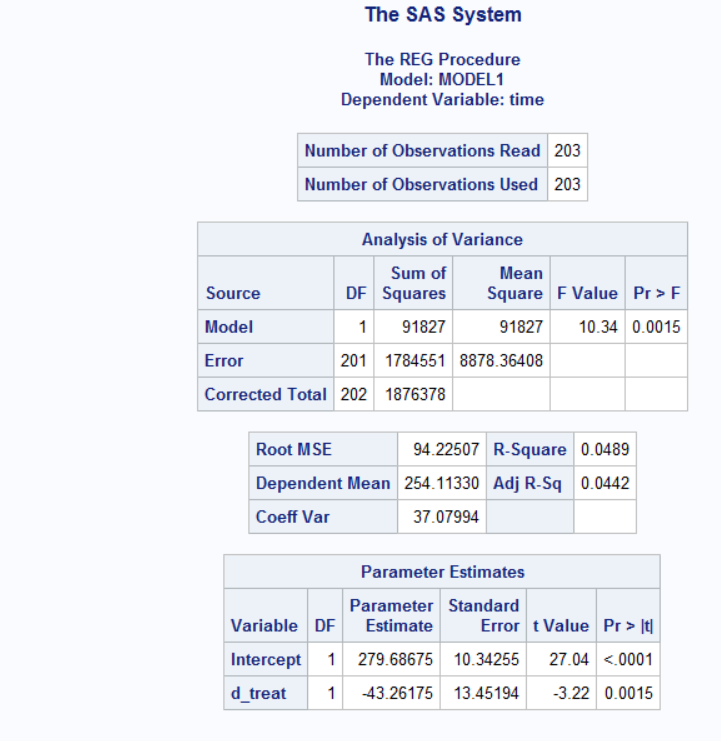 The SAS System
The REG Procedure
Model: MODEL1
Dependent Variable: time
Number of Observations Read 203
Number of Observations Used 203
Analysis of Variance
Source DF Sum of Squares Mean Square F Value Pr > F
Model 1 91827 91827 10.34 0.0015
Error 201 1784551 8878.36408
Corrected Total 202 1876378
Root MSE 94.22507 R-Square 0.0489
Dependent Mean 254.11330 Adj R-Sq 0.0442
Coeff Var 37.07994
Parameter Estimates
Variable DF Parameter Estimate Standard Error t Value Pr > |t|
Intercept 1 279.68675 10.34255 27.04 <.0001
d_treat 1 -43.26175 13.45194 -3.22 0.0015